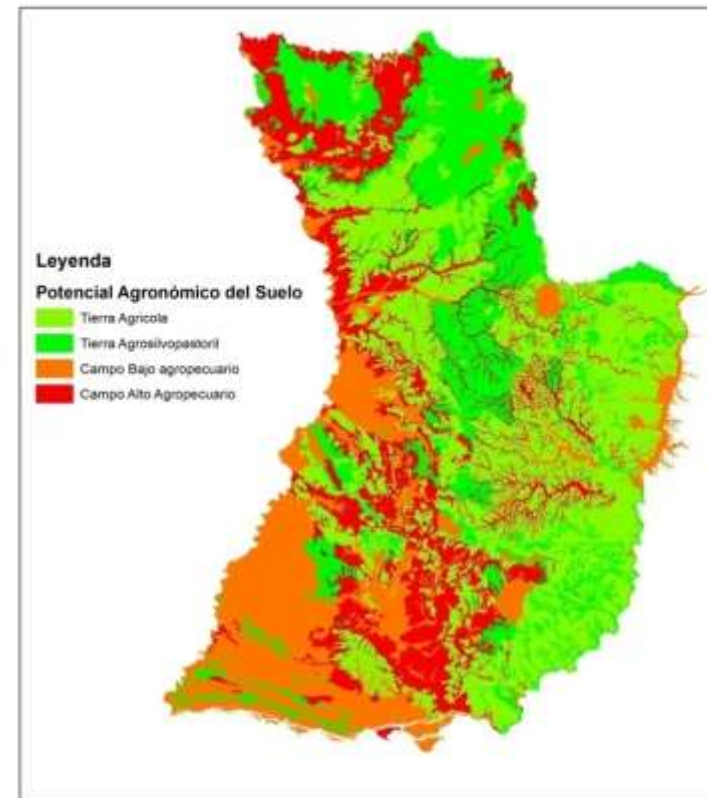 Leyenda
Potencial Agronómico del Suelo
Tierra Agricola
Tierra Agrosilvopastoril
Campo Bajo agropecuario
Campo Alto Agropecuario